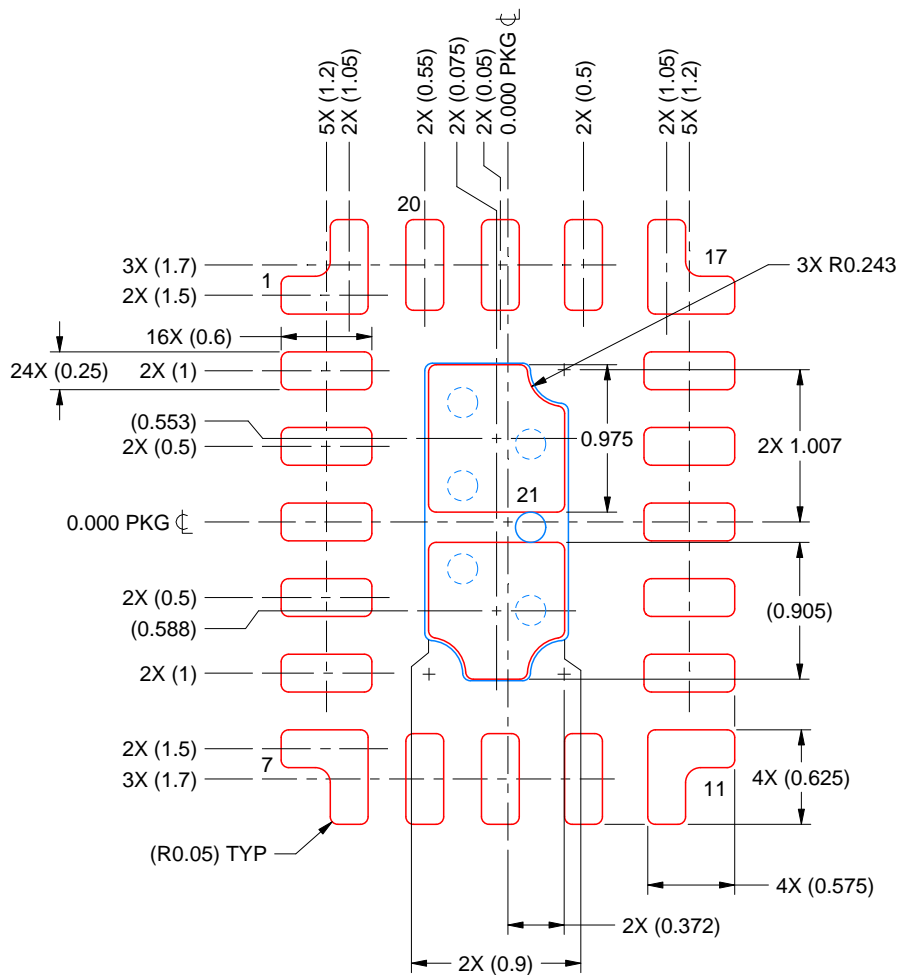 5X (1.2)
2X (1.05)
2X (0.55)
2X (0.075)
2X (0.05)
0.000 PKG ℄
2X (0.5)
2X (1.05)
5X (1.2)
20
3X (1.7)
1
17
3X R0.243
2X (1.5)
16X (0.6)
24X (0.25)
2X (1)
(0.553)
2X (0.5)
0.975
2X 1.007
21
0.000 PKG ℄
2X (0.5)
(0.588)
(0.905)
2X (1)
2X (1.5)
7
3X (1.7)
11
4X (0.625)
(R0.05) TYP
4X (0.575)
2X (0.372)
2X (0.9)